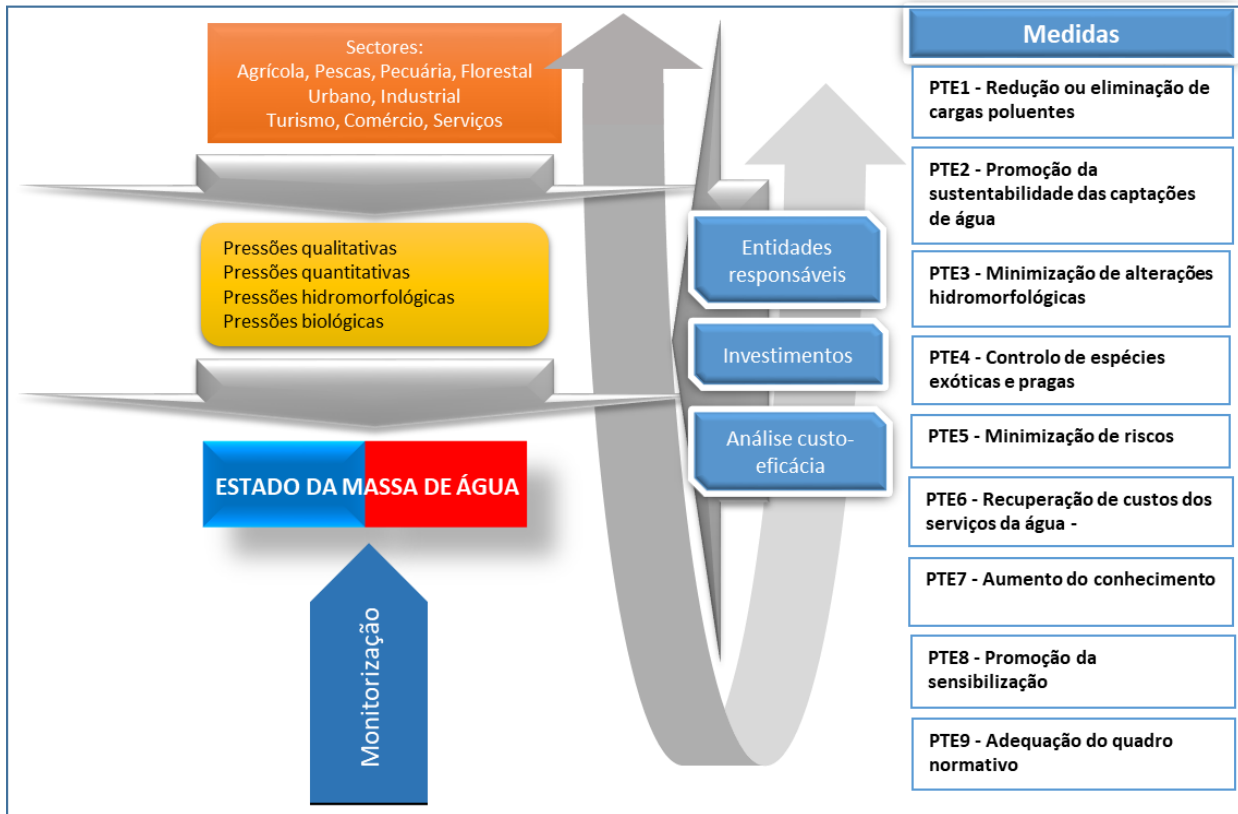 Sectores:
Agrícola, Pescas, Pecuária, Florestal
Urbano, Industrial
Turismo, Comércio, Serviços
Pressões qualitativas
Pressões quantitativas
Pressões hidromorfológicas
Pressões biológicas
ESTADO DA MASSA DE ÁGUA
Monitorização
Entidades
responsáveis
Investimentos
Análise custo-
eficácia
Medidas
PTE1 - Redução ou eliminação de
cargas poluentes
PTE2 - Promoção da
sustentabilidade das captações
de água
PTE3 - Minimização de alterações
hidromorfológicas
PTE4 - Controlo de espécies
exóticas e pragas
PTE5 - Minimização de riscos
PTE6 - Recuperação de custos dos
serviços da água -
PTE7 - Aumento do conhecimento
PTE8 - Promoção da
sensibilização
PTE9 - Adequação do quadro
normativo